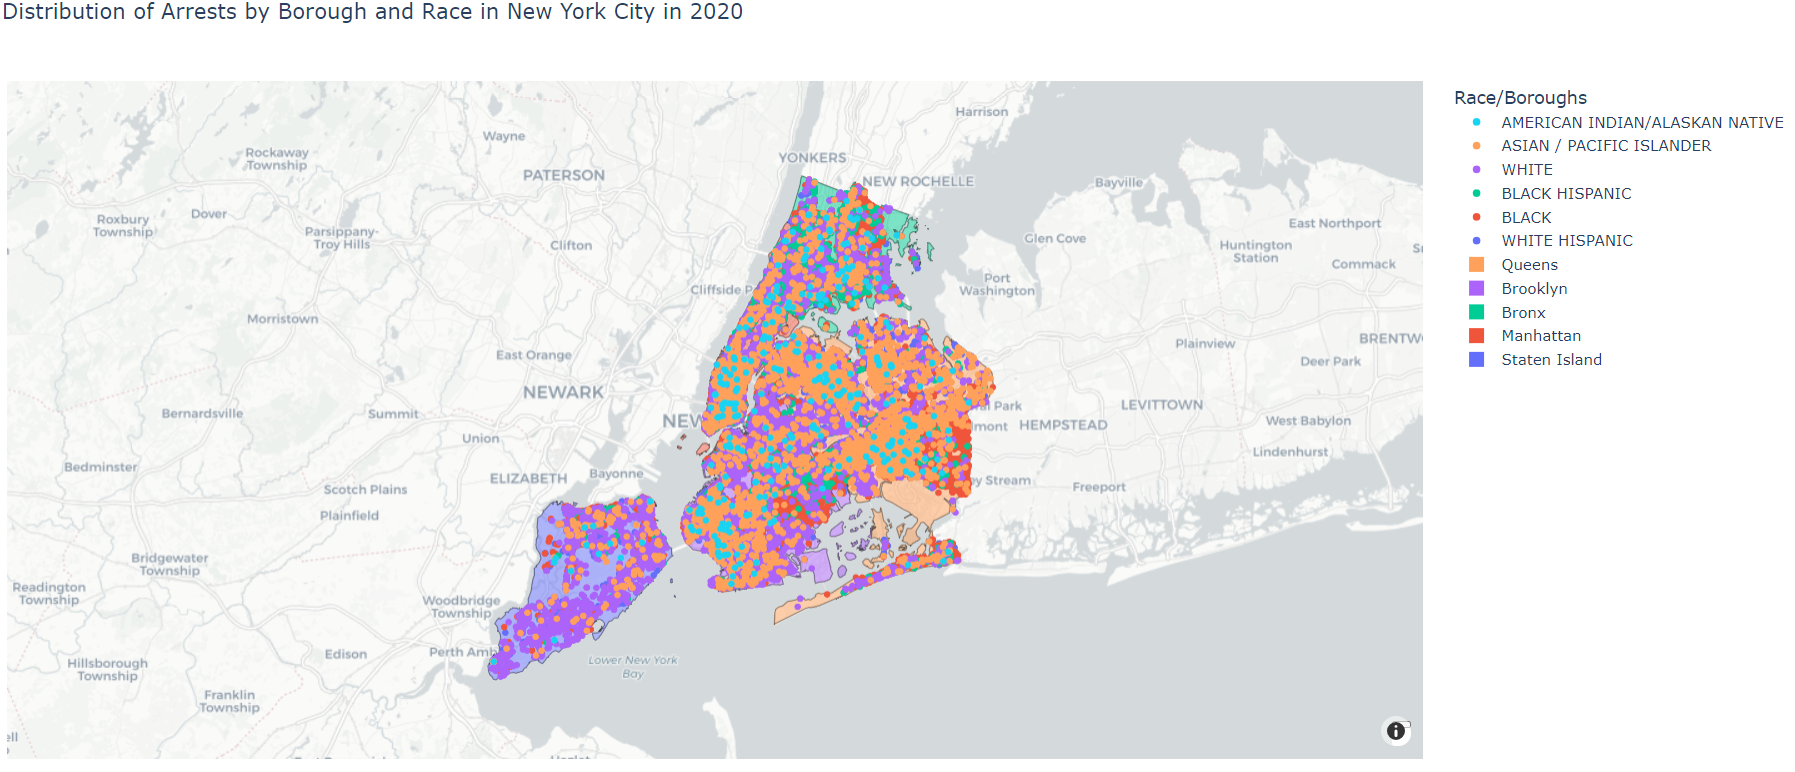 Distribution of Arrests by Borough and Race in New York City in 2020
Race/Boroughs
AMERICAN INDIAN/ALASKAN NATIVE
ASIAN / PACIFIC ISLANDER
WHITE
BLACK HISPANIC
BLACK
WHITE HISPANIC
Queens
Brooklyn
Bronx
Manhattan
Staten Island
Harrison
Wayne
YONKERS
Rockaway
Township
PATERSON
NEW ROCHELLE
Bayville
Dover
Roxbury
Township
East Northport
Parsippany-
Troy Hills
Clifton
Glen Cove
Huntington
Station
Commack
Port
Washington
Cliffside P
Morristown
BRENTW
Plainview
East Orange
Deer Park
NEWARK
LEVITTOWN
Bernardsville
Summit
al Park
NEW
mont
HEMPSTEAD
West Babylon
Union
Lindenhurst
Bedminster
Bayonne
ELIZABETH
y Stream
Freeport
Scotch Plains
Plainfield
Bridgewater
Township
Readington
Township
Woodbridge
Township
Edison
Perth Amb
Lower New York
Bay
Hillsborough
Township
Franklin
Township
ell